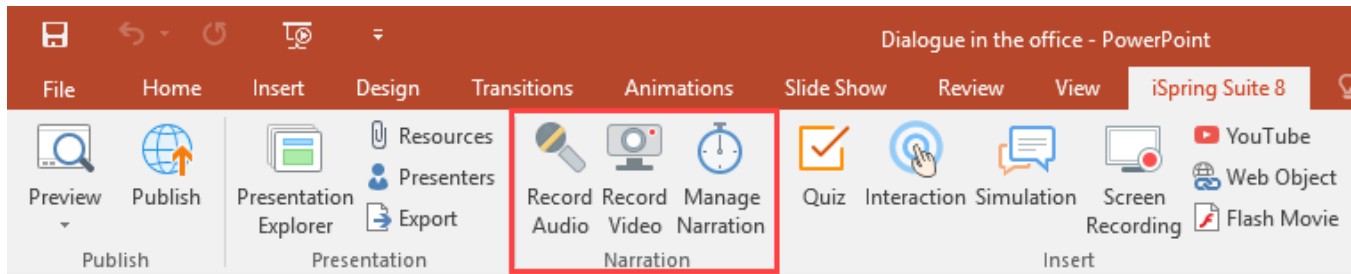 Dialogue in the office - PowerPoint
File Home Insert Design Transitions Animations Slide Show Review View iSpring Suite 8
Preview
Publish
Presentation
Explorer
Resources
Presenters
Export
Record
Audio
Record
Video
Manage
Narration
Quiz
Interaction
Simulation
Screen
Recording
YouTube
Web Object
Flash Movie
Publish
Presentation
Narration
Insert